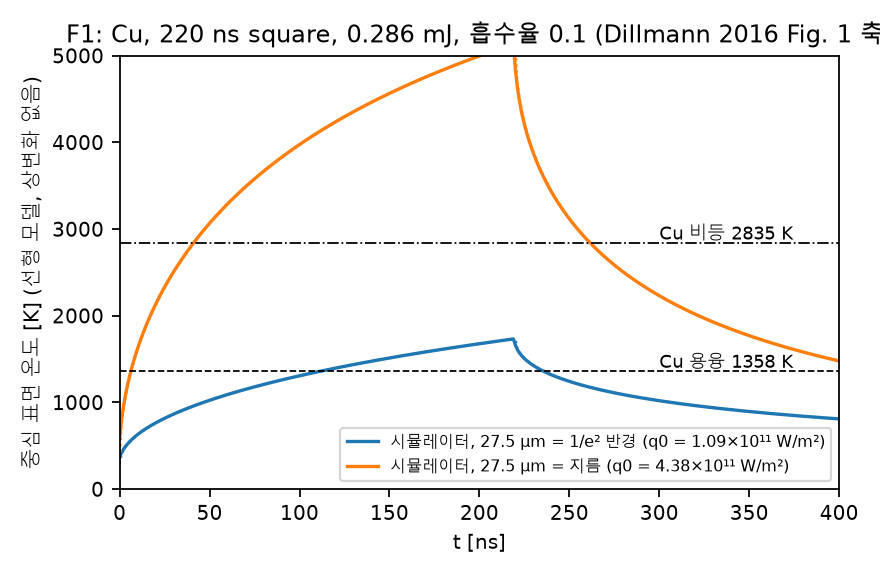 F1: Cu, 220 ns square, 0.286 mJ, 흡수율 0.1 (Dillmann 2016 Fig. 1 축
중심 표면 온도 [K] (선형 모델, 상변화 없음)
5000
4000
3000
2000
1000
0
Cu 비등 2835 K
Cu 용융 1358 K
시뮬레이터, 27.5 µm = 1/e² 반경 (q0 = 1.09×10¹¹ W/m²)
시뮬레이터, 27.5 µm = 지름 (q0 = 4.38×10¹¹ W/m²)
0 50 100 150 200 250 300 350 400
t [ns]